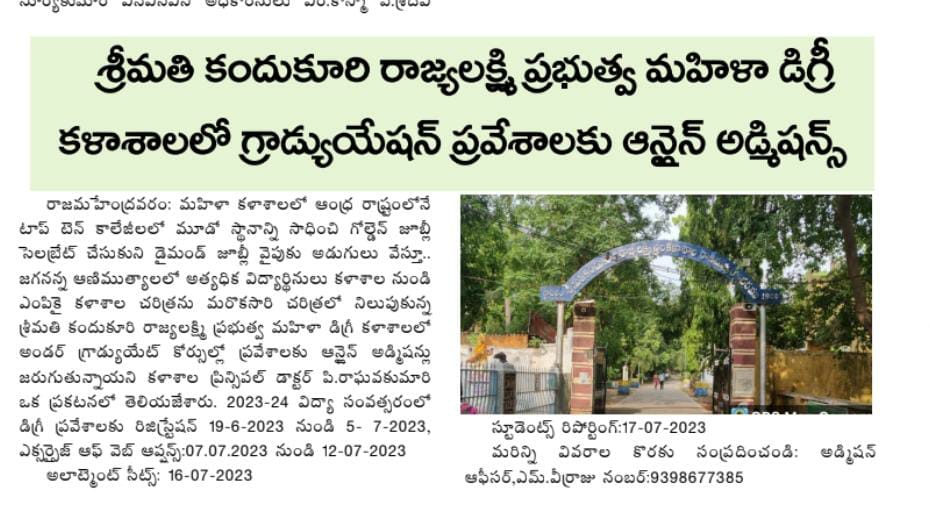 శ్రీమతి కందుకూరి రాజ్యలక్ష్మి ప్రభుత్వ మహిళా డిగ్రీ
కళాశాలలో గ్రాడ్యుయేషన్ ప్రవేశాలకు ఆన్లైన్ అడ్మిషన్స్
రాజమహేంద్రవరం: మహిళా కళాశాలలో ఆంధ్ర రాష్ట్రంలోనే
టాప్ టెన్ కాలేజీలలో మూడో స్థానాన్ని సాధించి గోల్డెన్ జూబ్లీ
సెలబ్రేట్ చేసుకుని డైమండ్ జూబ్లీ వైపుకు అడుగులు వేస్తూ..
జగనన్న ఆణిముత్యాలలో అత్యధిక విద్యార్థినులు కళాశాల నుండి
ఎంపికై కళాశాల చరిత్రను మరొకసారి చరిత్రలో నిలుపుకున్న
శ్రీమతి కందుకూరి రాజ్యలక్ష్మి ప్రభుత్వ మహిళా డిగ్రీ కళాశాలలో
అండర్ గ్రాడ్యుయేట్ కోర్సుల్లో ప్రవేశాలకు ఆన్లైన్ అడ్మిషన్లు
జరుగుతున్నాయని కళాశాల ప్రిన్సిపల్ డాక్టర్ పి.రాఘవకుమారి
ఒక ప్రకటనలో తెలియజేశారు. 2023-24 విద్యా సంవత్సరంలో
డిగ్రీ ప్రవేశాలకు రిజిస్ట్రేషన్ 19-6-2023 నుండి 5- 7-2023,
ఎక్సర్సైజ్ ఆఫ్ వెబ్ ఆప్షన్స్:07.07.2023 నుండి 12-07-2023
అలాట్మెంట్ సీట్స్: 16-07-2023
స్టూడెంట్స్ రిపోర్టింగ్:17-07-2023
మరిన్ని వివరాల కొరకు సంప్రదించండి: అడ్మిషన్
ఆఫీసర్,ఎమ్.వీర్రాజు నంబర్:9398677385